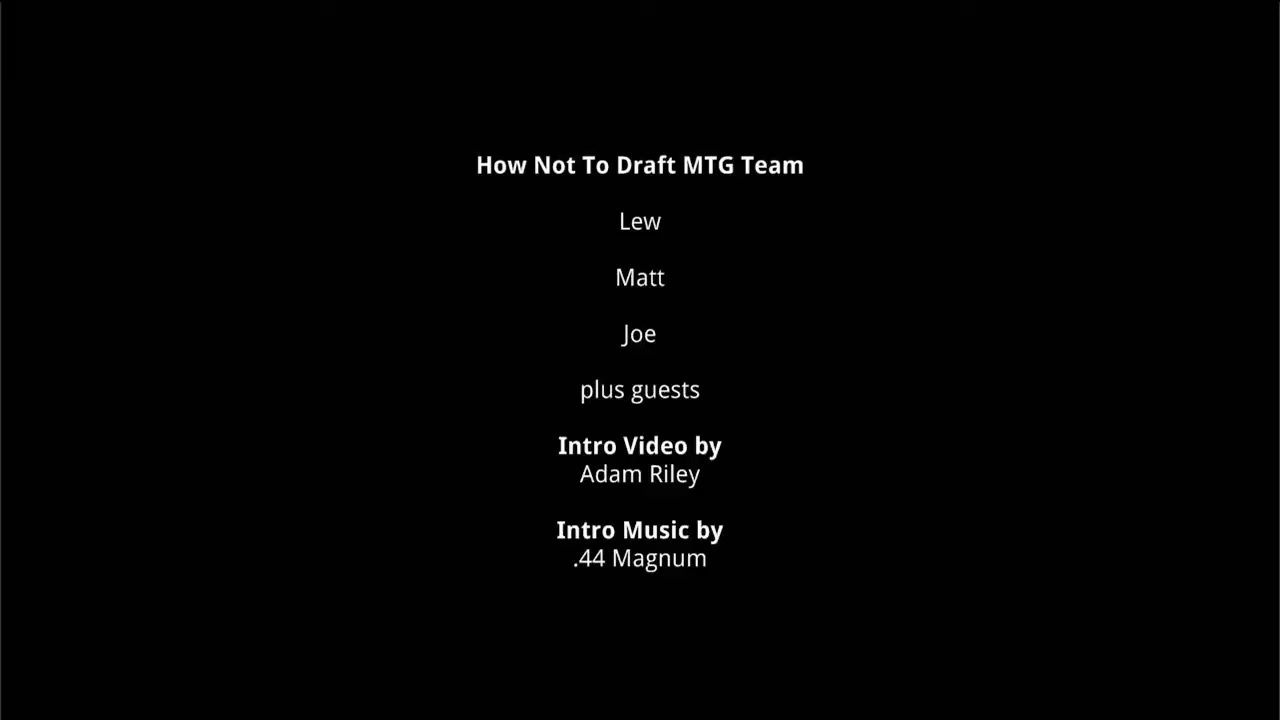 How Not To Draft MTG Team
Lew
Matt
Joe
plus guests
Intro Video by
Adam Riley
Intro Music by
.44 Magnum